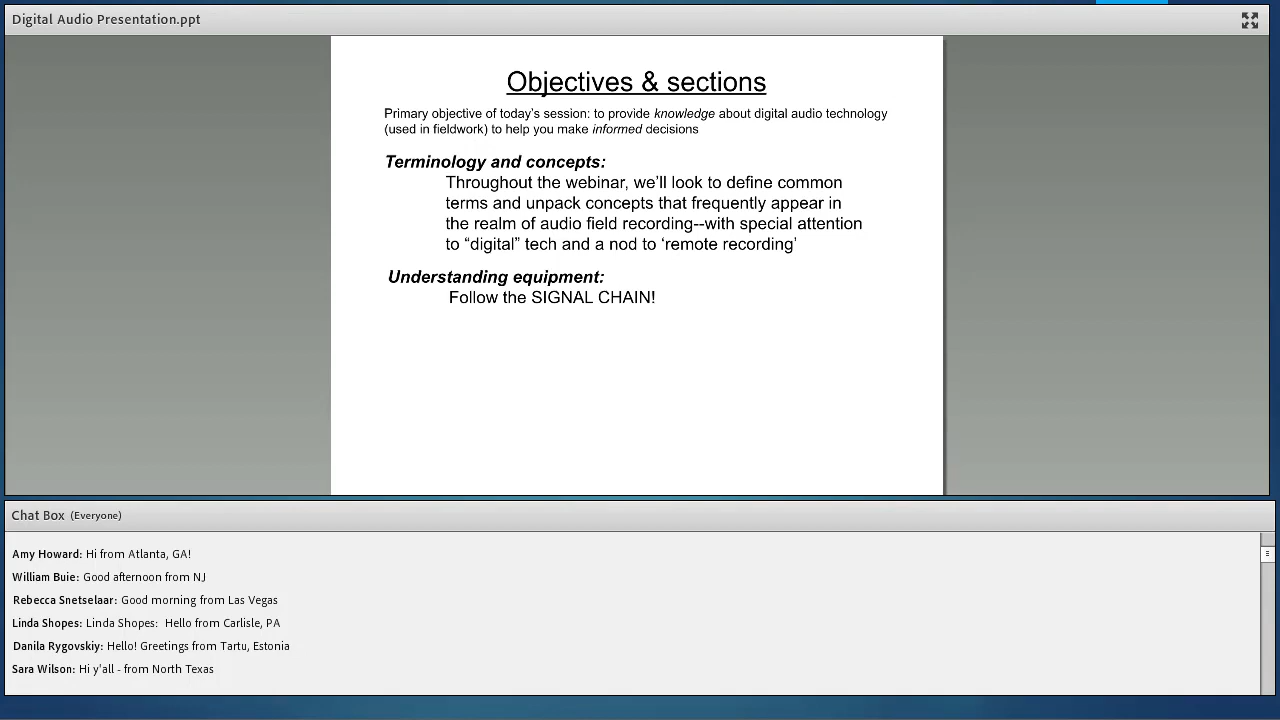 Digital Audio Presentation.ppt
Objectives & sections
Primary objective of today's session: to provide knowledge about digital audio technology
(used in fieldwork) to help you make informed decisions
Terminology and concepts:
Throughout the webinar, we'll look to define common
terms and unpack concepts that frequently appear in
the realm of audio field recording--with special attention
to “digital” tech and a nod to ‘remote recording’
Understanding equipment:
Follow the SIGNAL CHAIN!
Chat Box (Everyone)
Amy Howard: Hi from Atlanta, GA!
William Buie: Good afternoon from NJ
Rebecca Snetselaar: Good morning from Las Vegas
Linda Shopes: Linda Shopes:  Hello from Carlisle, PA
Danila Rygovskiy: Hello! Greetings from Tartu, Estonia
Sara Wilson: Hi y'all - from North Texas